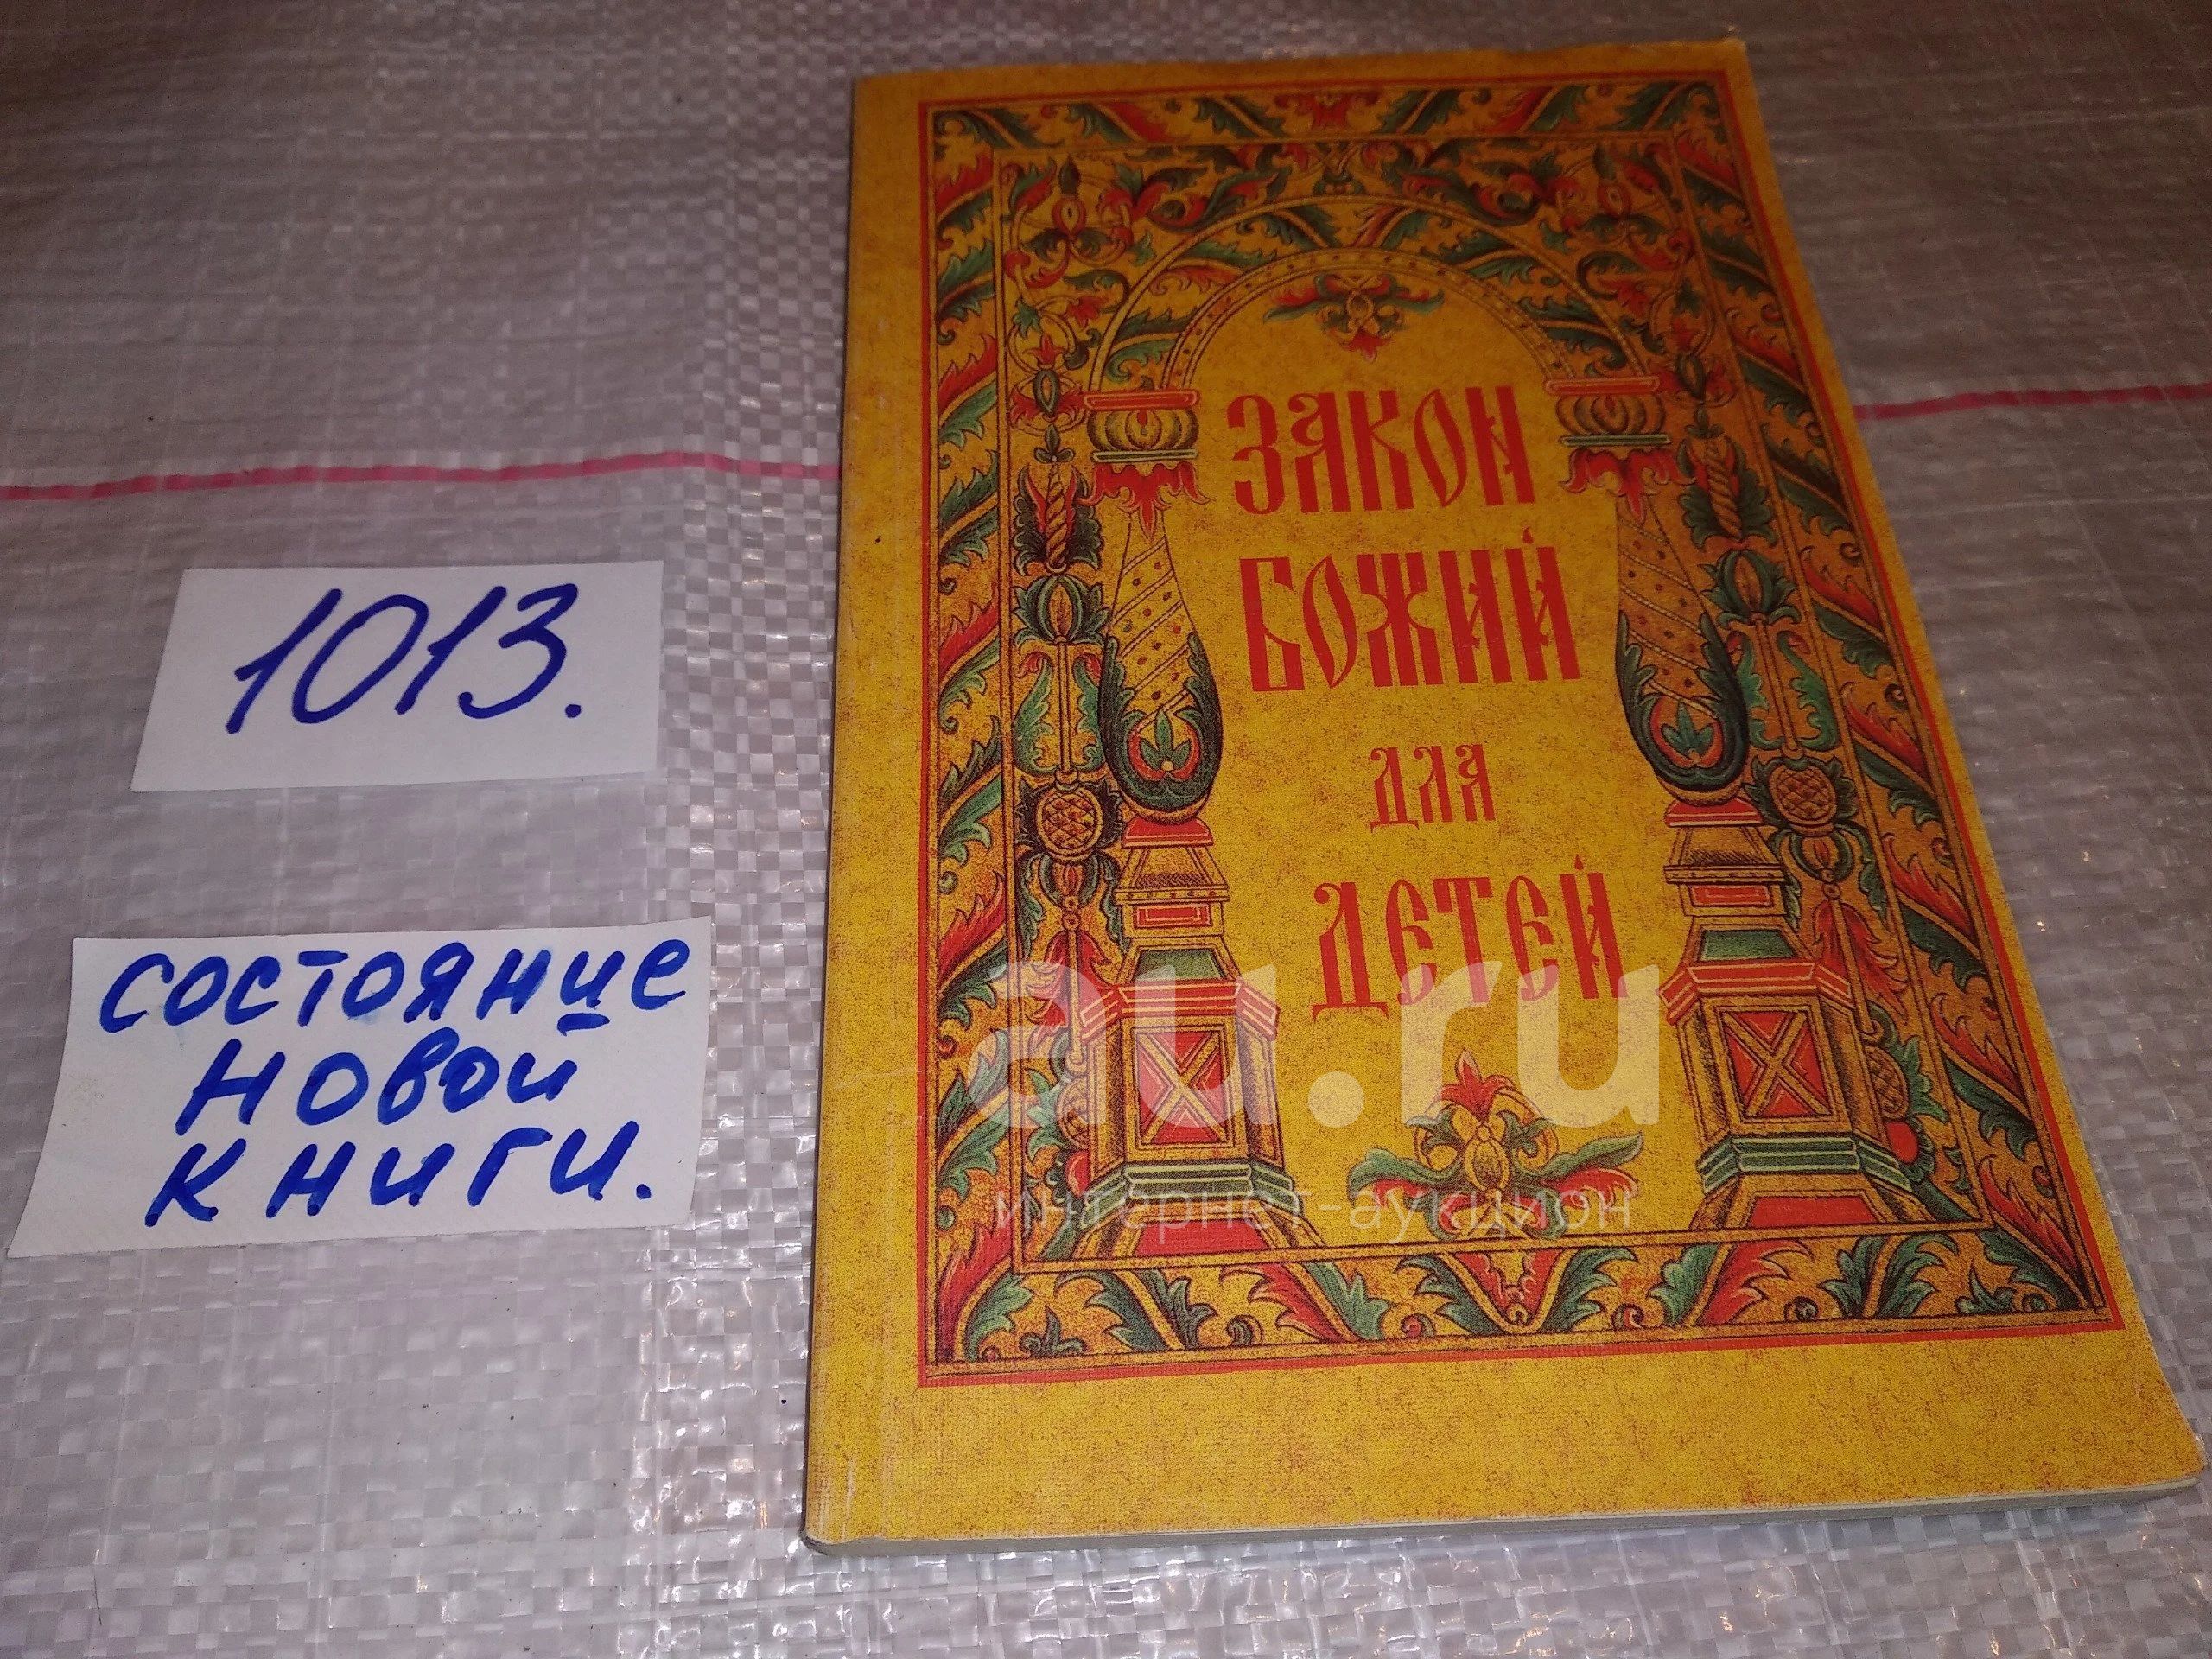 1013.
состояние
новой
книги.
ЗАКОН
БОЖИЙ
ДЛЯ
ДЕТЕЙ
au.ru
интернет-аукцион